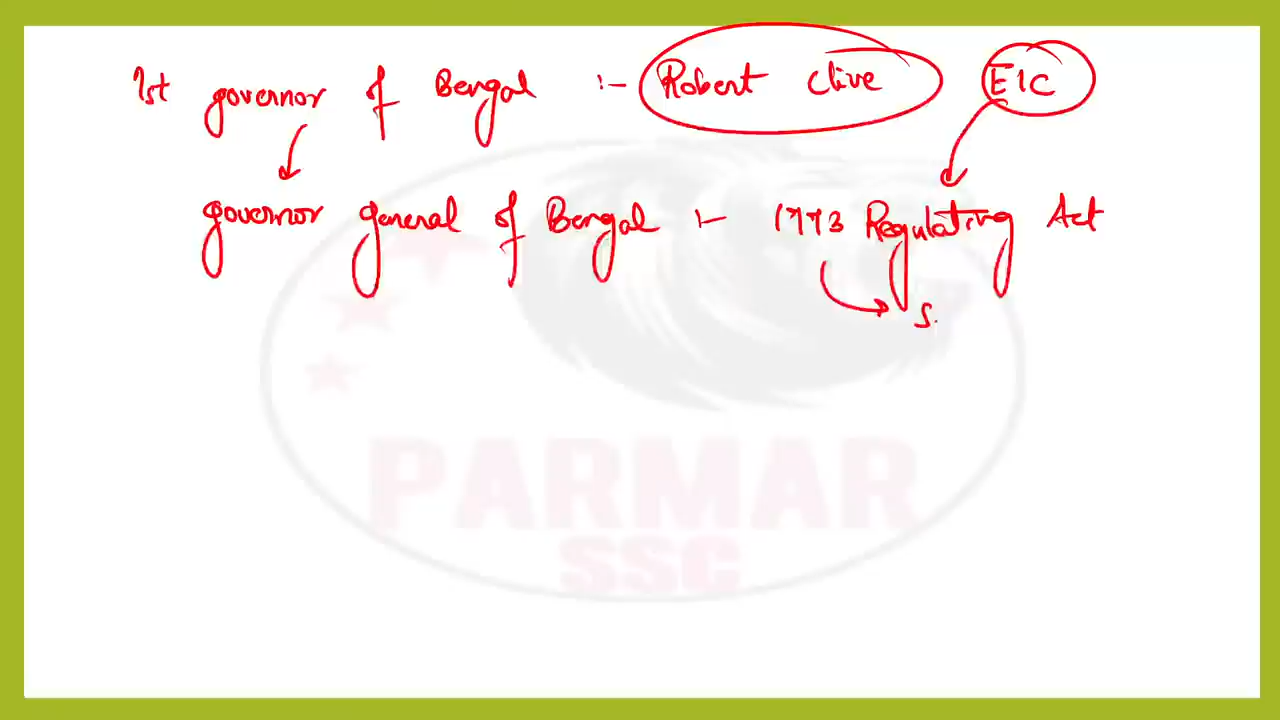 1st governor of Bengal :- Robert Clive EIC
governor general of Bengal :- 1773 Regulating Act
S.
PARMAR
SSC